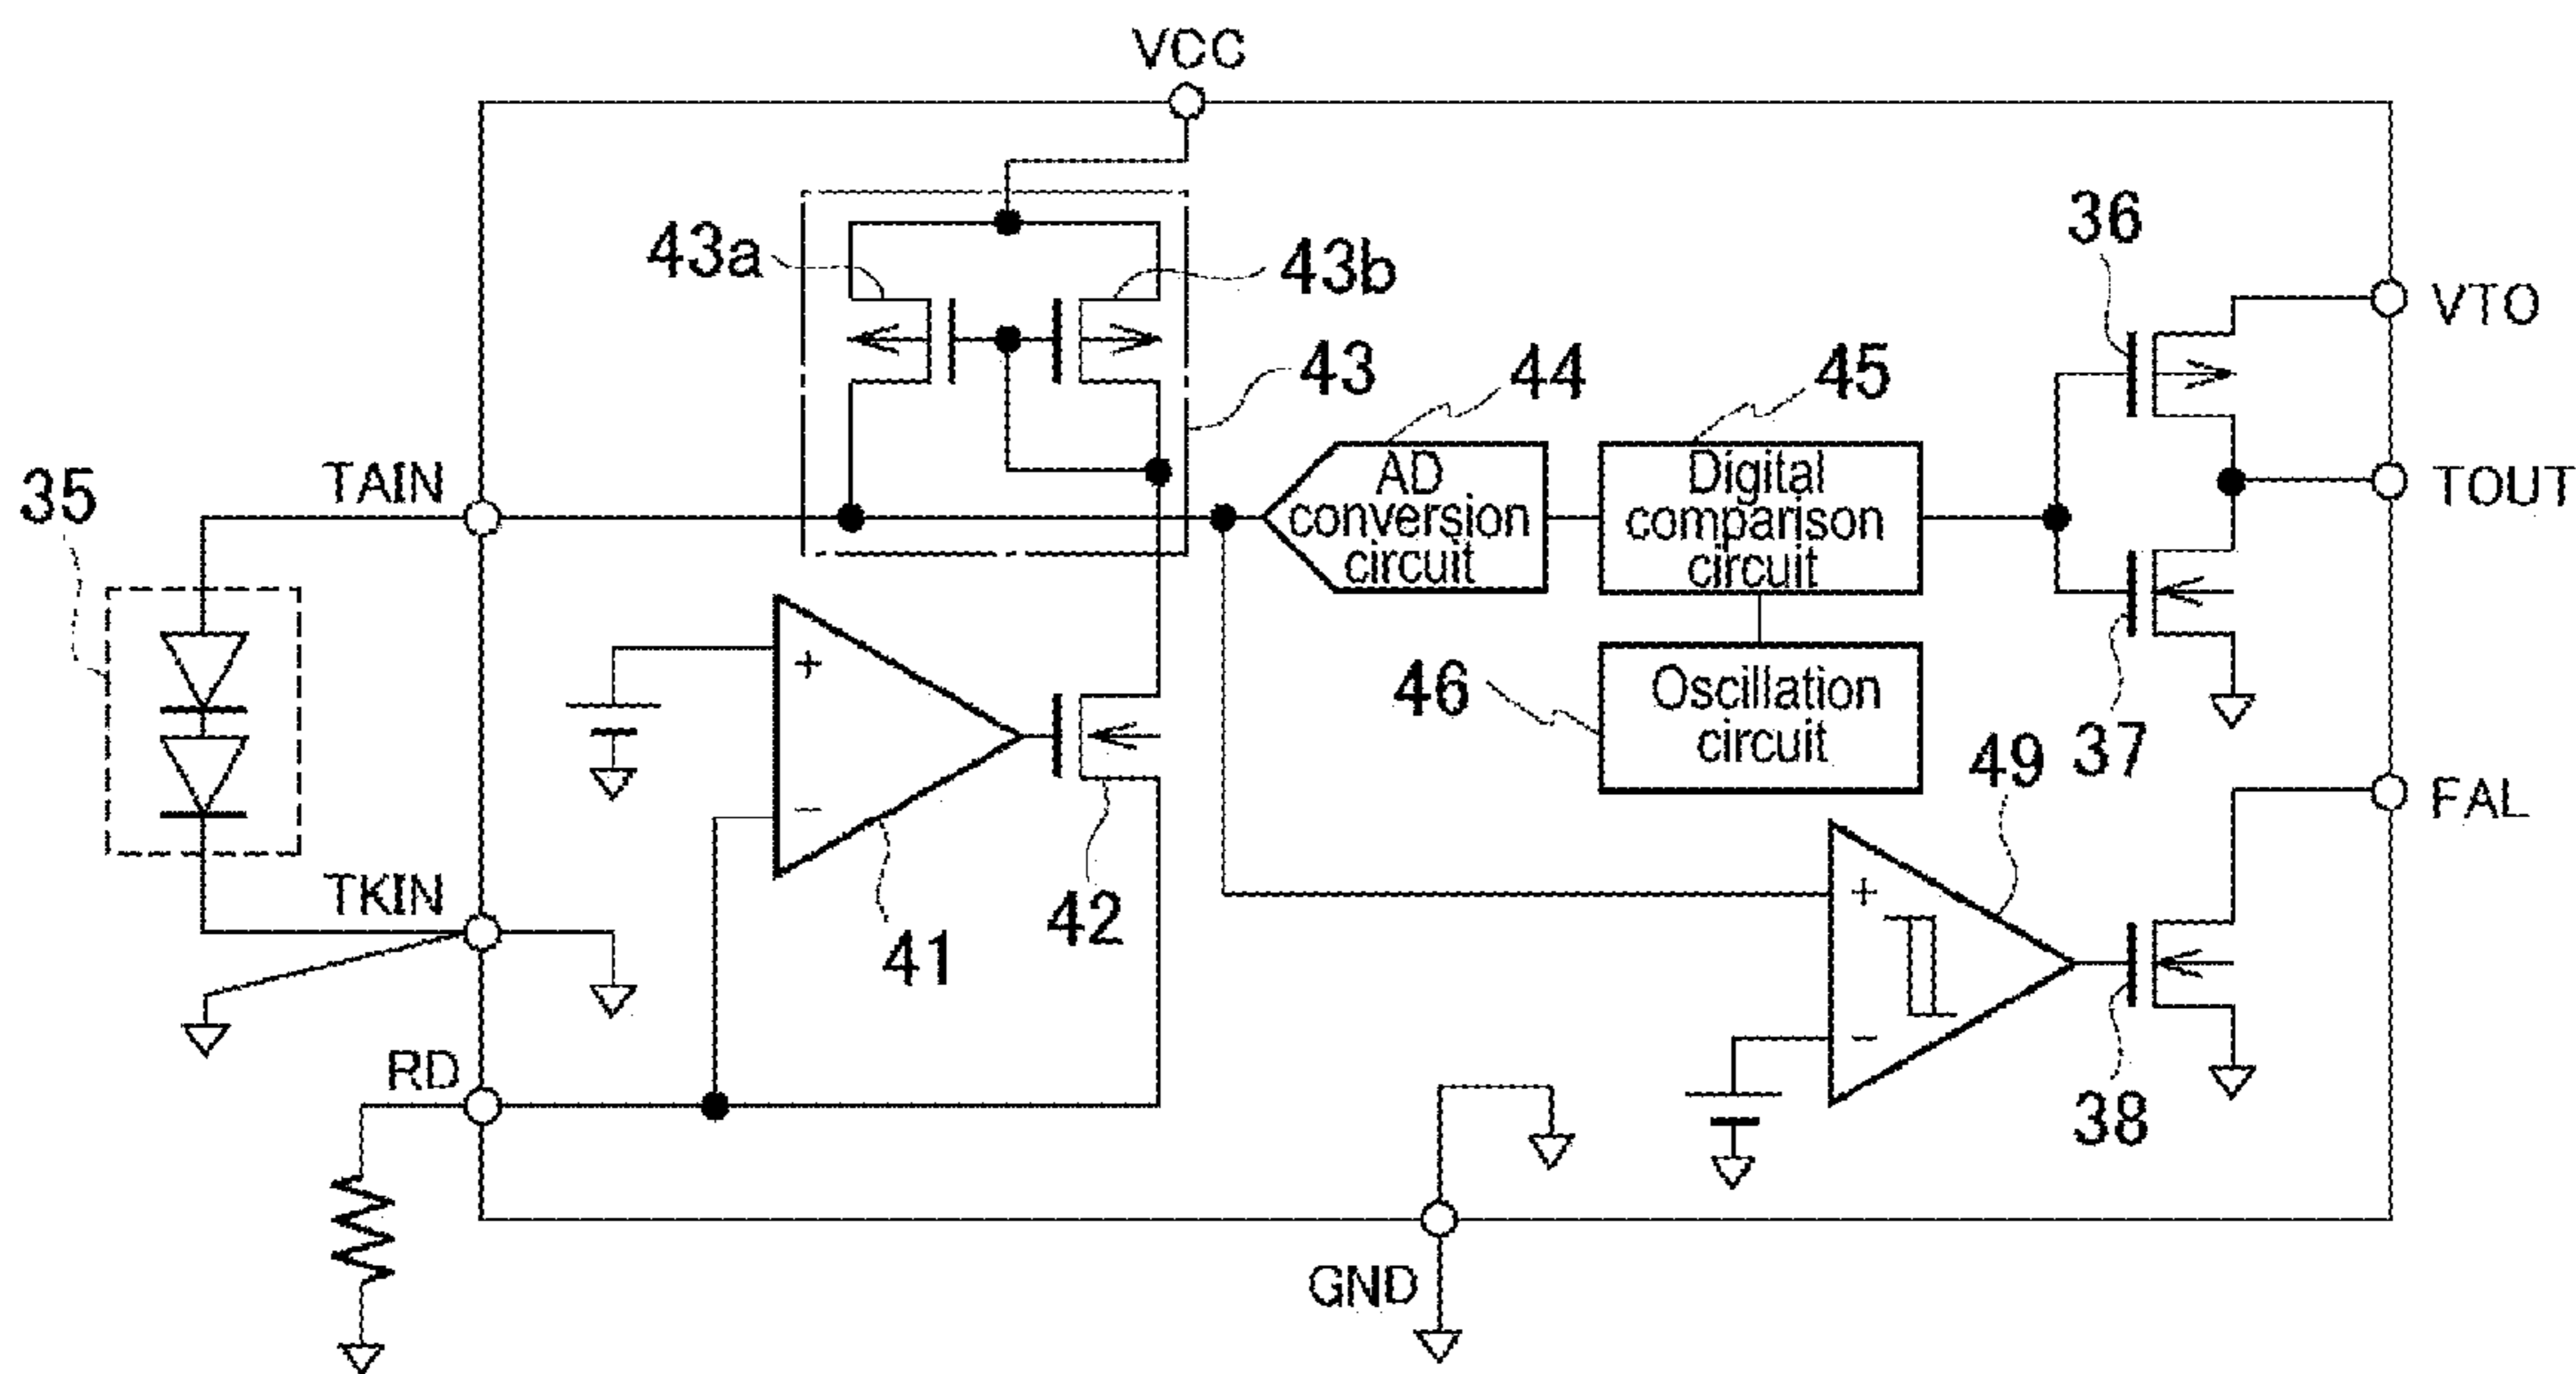 VCC
36
43a
43b
VTO
43
44
45
35
TAIN
AD
conversion
circuit
Digital
comparison
circuit
TOUT
+
46
Oscillation
circuit
37
49
FAL
−
TKIN
42
41
+
RD
−
38
GND